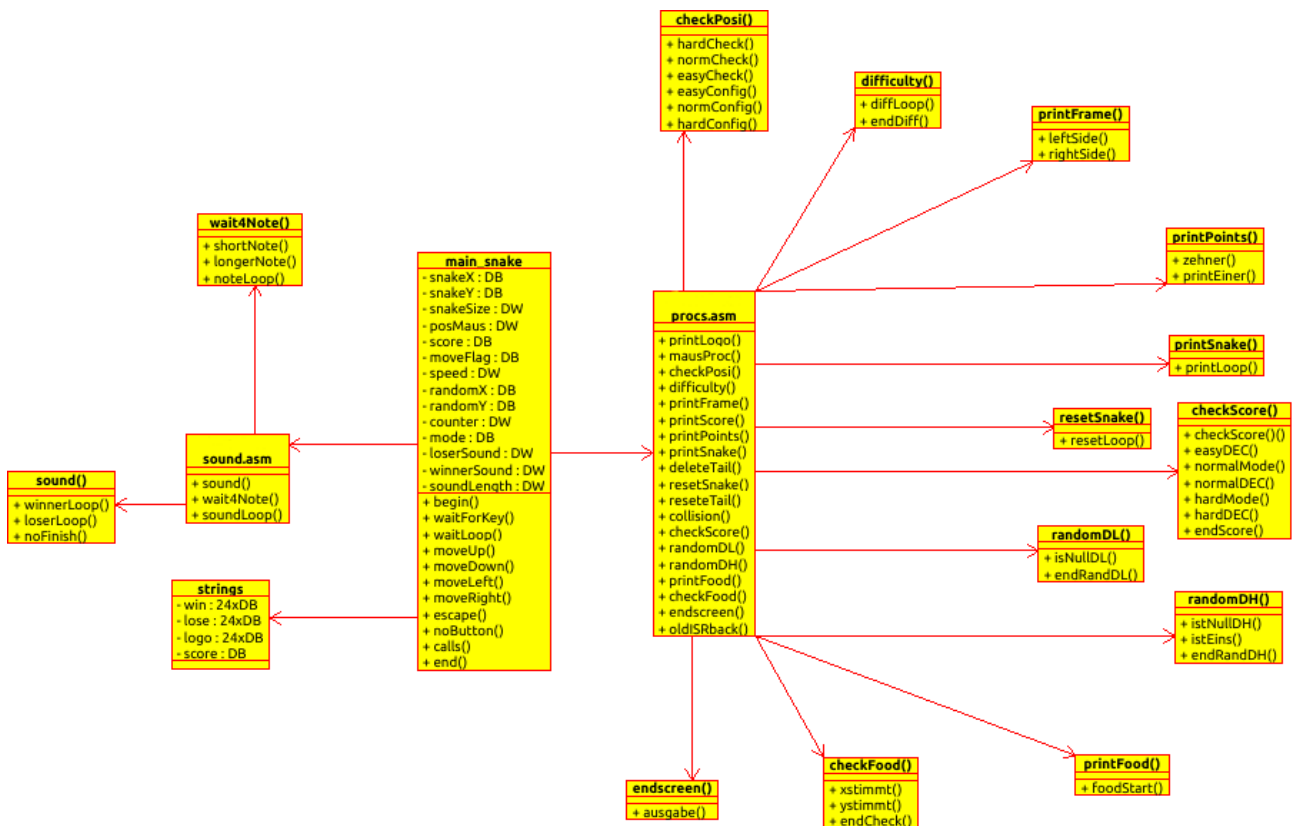 checkPosi()
+ hardCheck()
+ normCheck()
+ easyCheck()
+ easyConfig()
+ normConfig()
+ hardConfig()
difficulty()
+ diffLoop()
+ endDiff()
printFrame()
+ leftSide()
+ rightSide()
wait4Note()
+ shortNote()
+ longerNote()
+ noteLoop()
main_snake
- snakeX : DB
- snakeY : DB
- snakeSize : DW
- posMaus : DW
- score : DB
- moveFlag : DB
- speed : DW
- randomX : DB
- randomY : DB
- counter : DW
- mode : DB
- loserSound : DW
- winnerSound : DW
- soundLength : DW
+ begin()
+ waitForKey()
+ waitLoop()
+ moveUp()
+ moveDown()
+ moveLeft()
+ moveRight()
+ escape()
+ noButton()
+ calls()
+ end()
procs.asm
+ printLogo()
+ mausProc()
+ checkPosi()
+ difficulty()
+ printFrame()
+ printScore()
+ printPoints()
+ printSnake()
+ deleteTail()
+ resetSnake()
+ reseteTail()
+ collision()
+ checkScore()
+ randomDL()
+ randomDH()
+ printFood()
+ checkFood()
+ endscreen()
+ oldISRback()
printPoints()
+ zehner()
+ printEiner()
printSnake()
+ printLoop()
resetSnake()
+ resetLoop()
checkScore()
+ checkScore()()
+ easyDEC()
+ normalMode()
+ normalDEC()
+ hardMode()
+ hardDEC()
+ endScore()
sound.asm
+ sound()
+ wait4Note()
+ soundLoop()
sound()
+ winnerLoop()
+ loserLoop()
+ noFinish()
randomDL()
+ isNullDL()
+ endRandDL()
strings
- win : 24xDB
- lose : 24xDB
- logo : 24xDB
- score : DB
randomDH()
+ istNullDH()
+ istEins()
+ endRandDH()
endscreen()
+ ausgabe()
checkFood()
+ xstimmt()
+ ystimmt()
+ endCheck()
printFood()
+ foodStart()